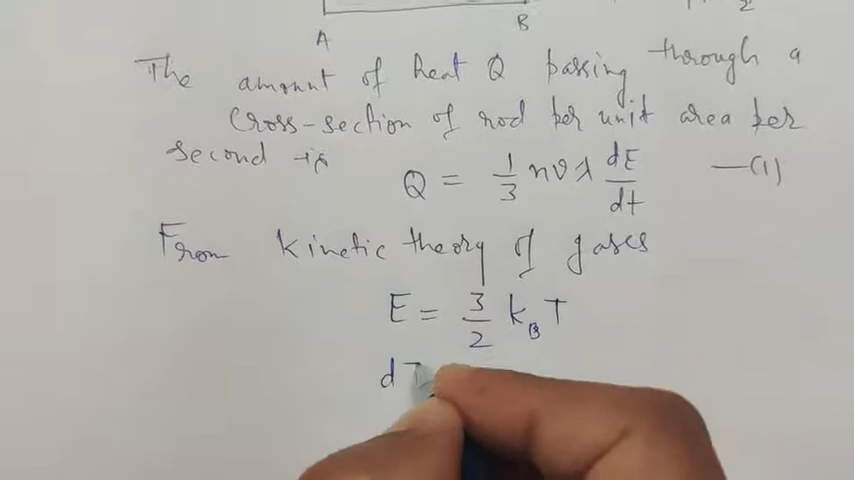 2
A B
The amount of heat Q passing through a
Cross-section of rod per unit area per
second is
Q = 1/3 nvλ dE/dt —(1)
From Kinetic theory of gases
E = 3/2 k_B T
d